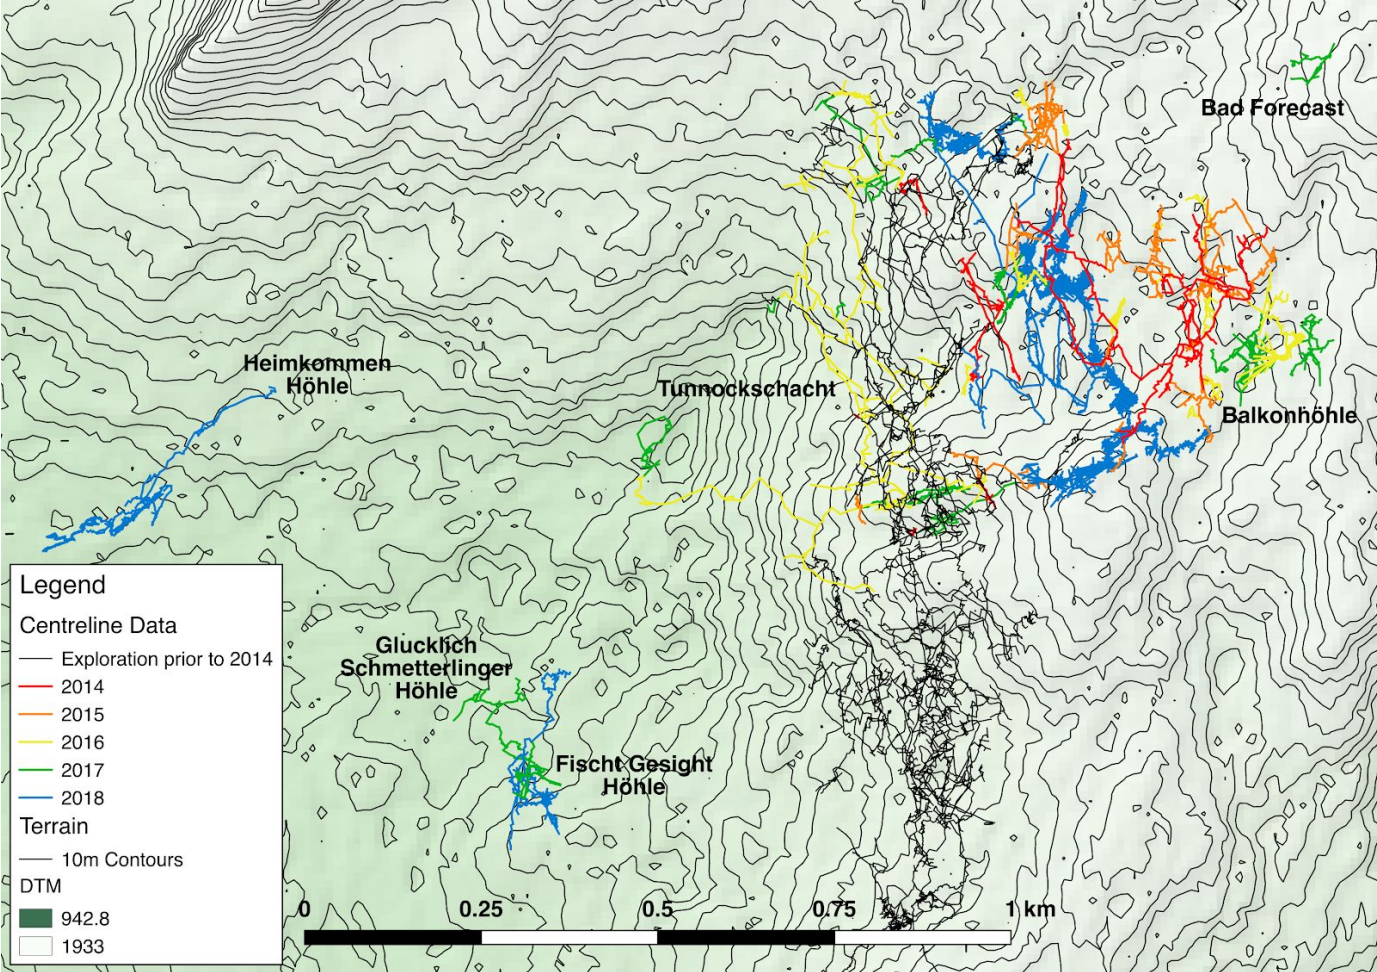 Bad Forecast
Heimkommen
Höhle
Tunnockschacht
Balkonhöhle
Glucklich
Schmetterlinger
Höhle
Fischt Gesight
Höhle
Legend
Centreline Data
Exploration prior to 2014
2014
2015
2016
2017
2018
Terrain
10m Contours
DTM
942.8
1933
0 0.25 0.5 0.75 1 km